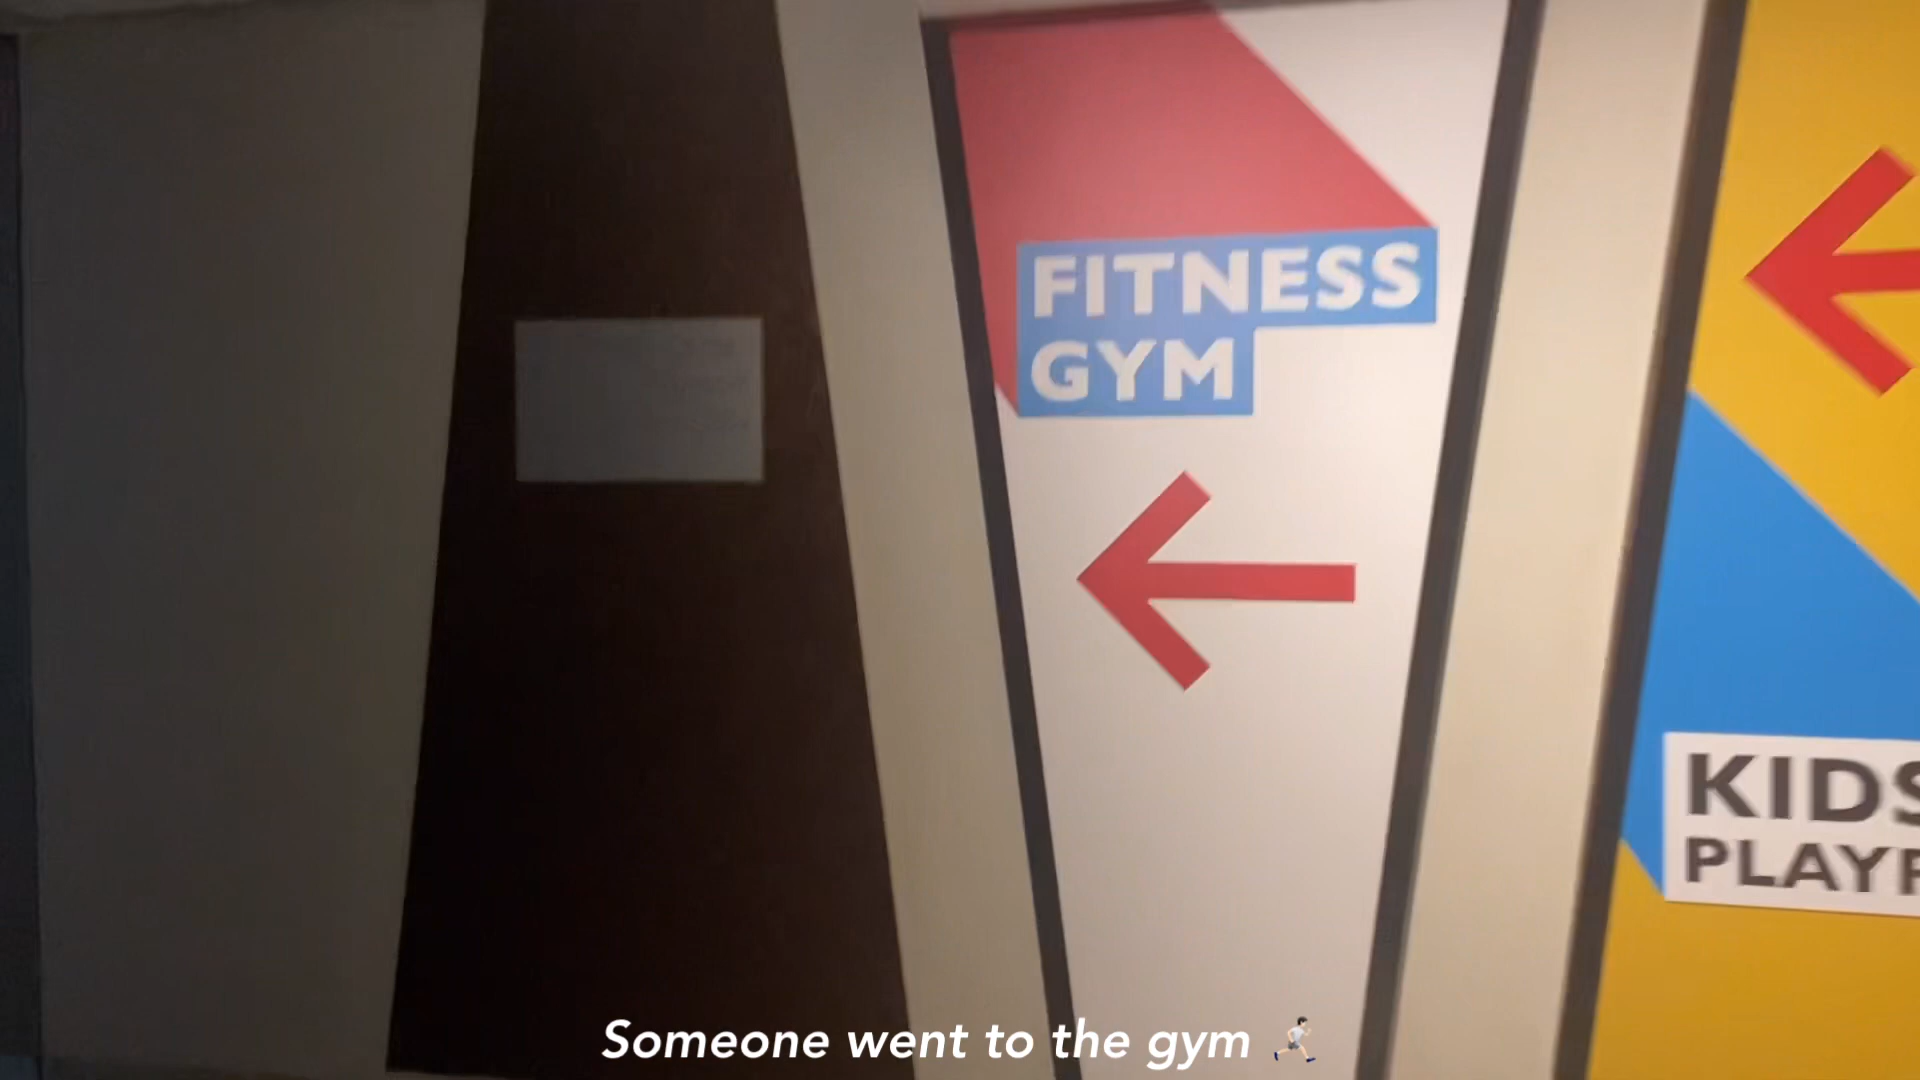 FITNESS
GYM
KIDS
Someone went to the gym 🏃🏻